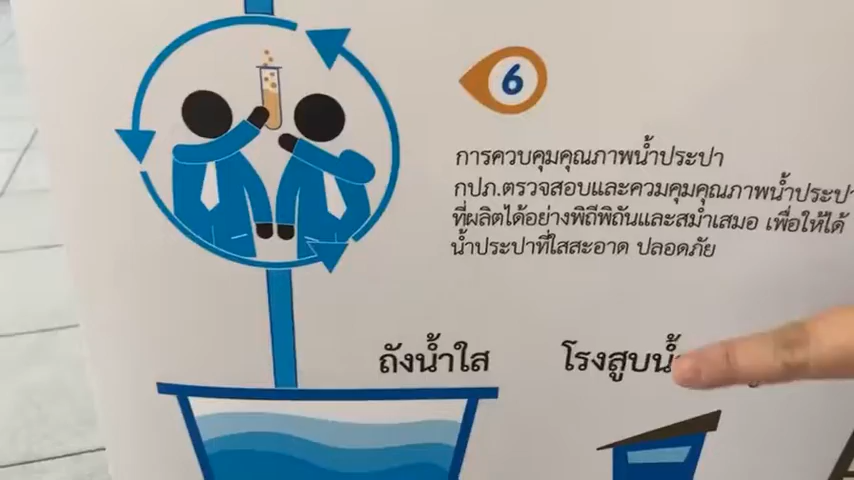 6
การควบคุมคุณภาพน้ำประปา
กปภ.ตรวจสอบและควมคุมคุณภาพน้ำประปา
ที่ผลิตได้อย่างพิถีพิถันและสม่ำเสมอ เพื่อให้ได้
น้ำประปาที่ใสสะอาด ปลอดภัย
ถังน้ำใส
โรงสูบน้ำ